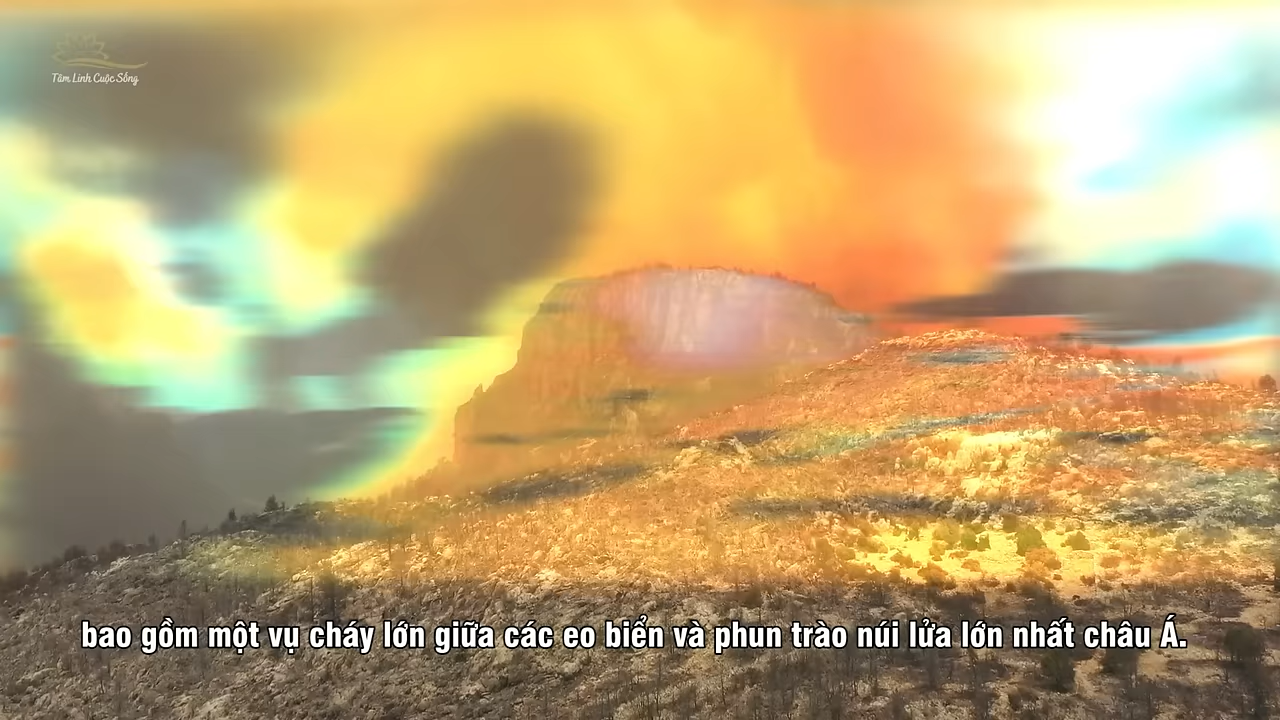 Tâm Linh Cuộc Sống
bao gồm một vụ cháy lớn giữa các eo biển và phun trào núi lửa lớn nhất châu Á.